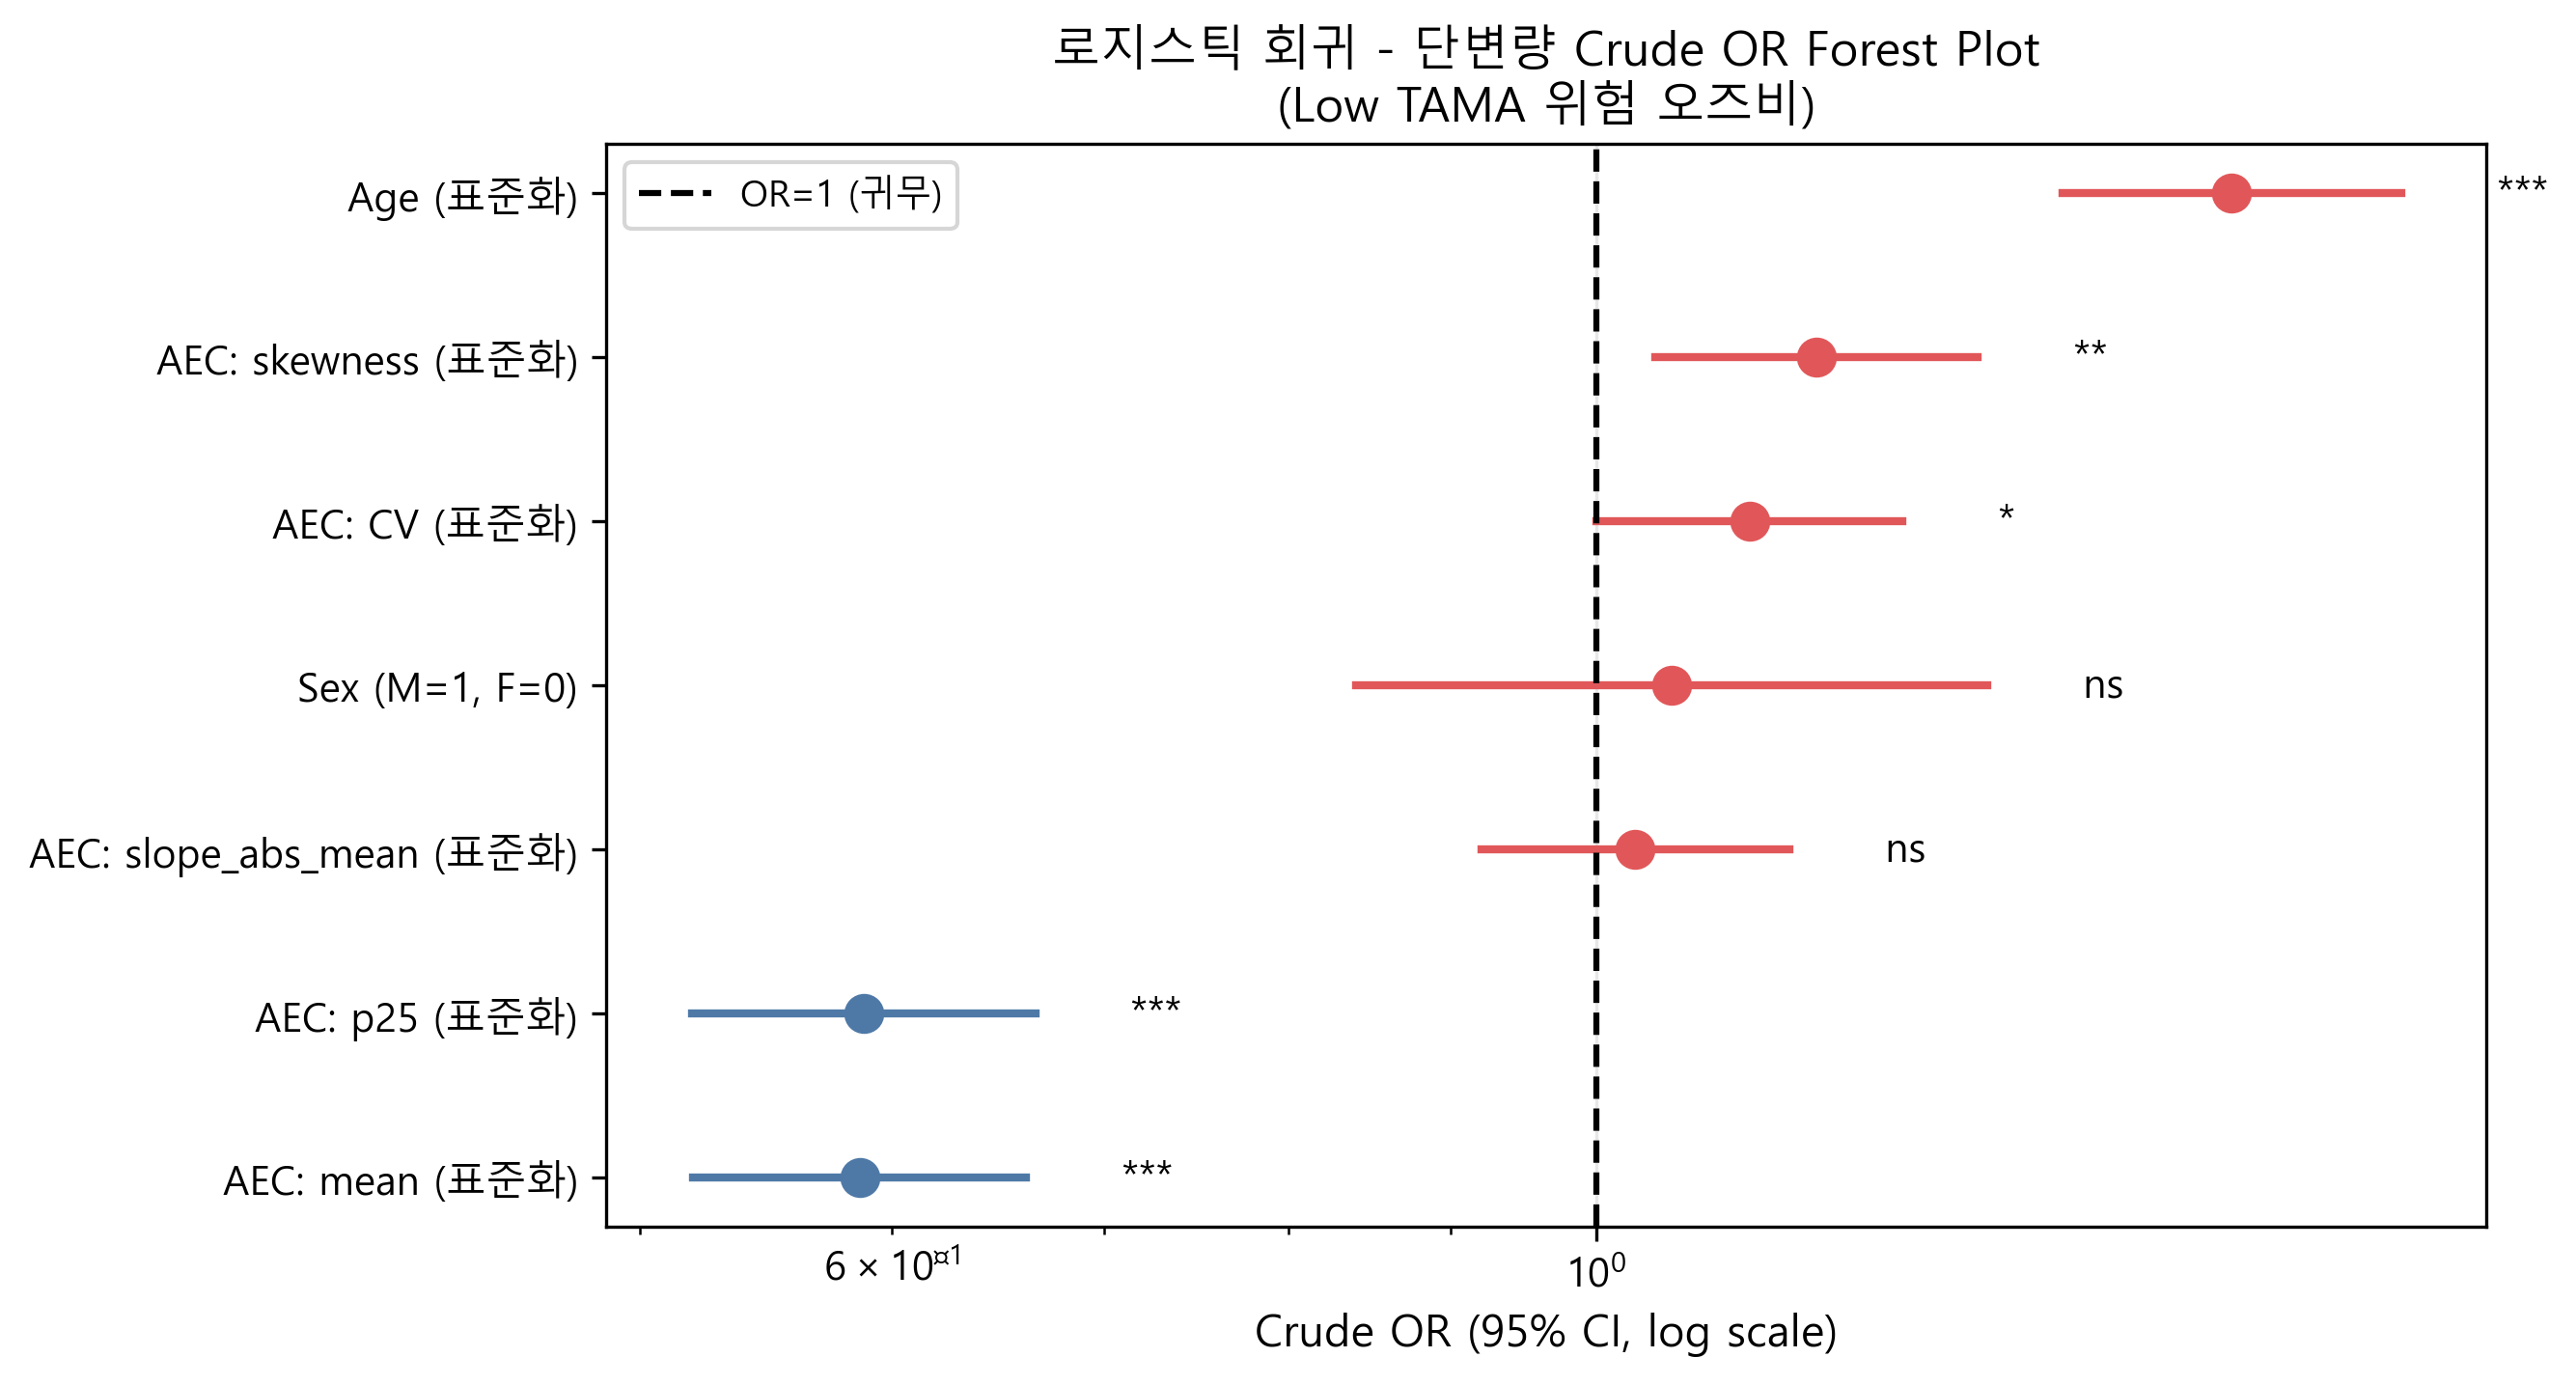 로지스틱 회귀 - 단변량 Crude OR Forest Plot
(Low TAMA 위험 오즈비)
OR=1 (귀무)
Age (표준화)
***
AEC: skewness (표준화)
**
AEC: CV (표준화)
*
Sex (M=1, F=0)
ns
AEC: slope_abs_mean (표준화)
ns
AEC: p25 (표준화)
***
AEC: mean (표준화)
***
6 × 10¤¹
10⁰
Crude OR (95% CI, log scale)